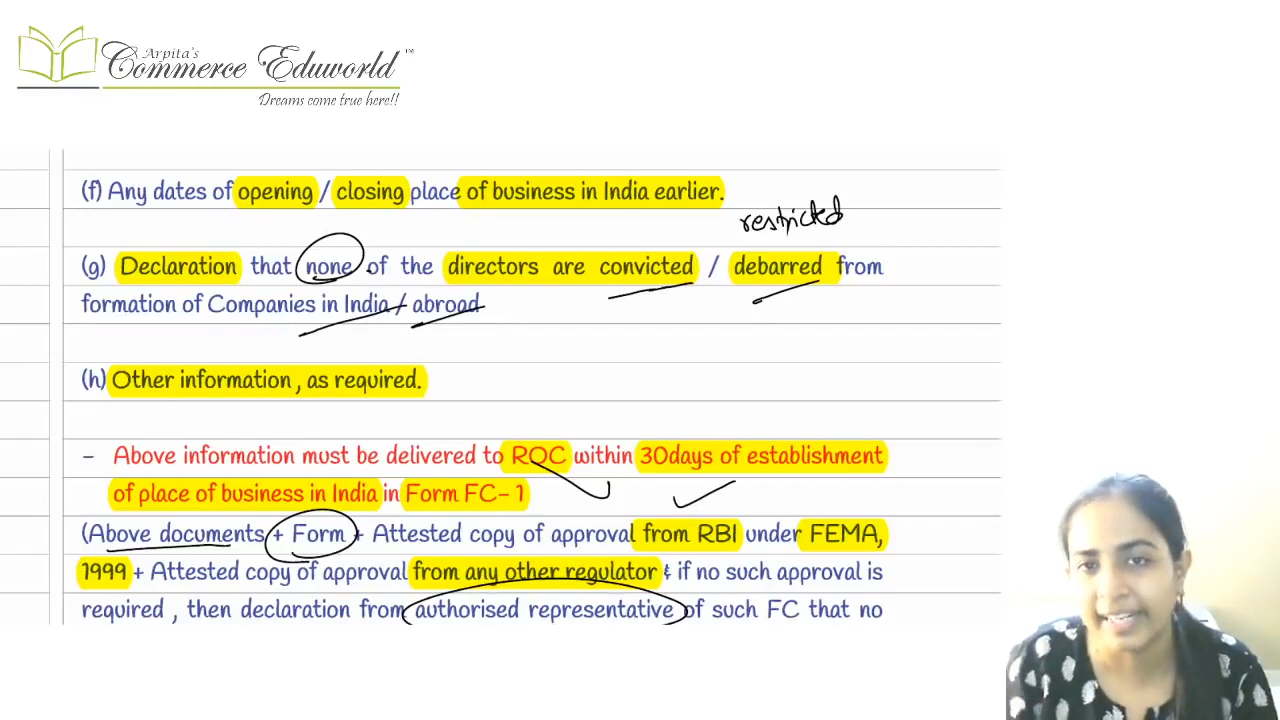 Arpita's
Commerce Eduworld™
Dreams come true here!!
(f) Any dates of opening / closing place of business in India earlier.
restricted
(g) Declaration that none of the directors are convicted / debarred from
formation of Companies in India / abroad
(h) Other information, as required.
- Above information must be delivered to ROC within 30days of establishment
of place of business in India in Form FC-1
(Above documents + Form + Attested copy of approval from RBI under FEMA,
1999 + Attested copy of approval from any other regulator & if no such approval is
required, then declaration from authorised representative of such FC that no